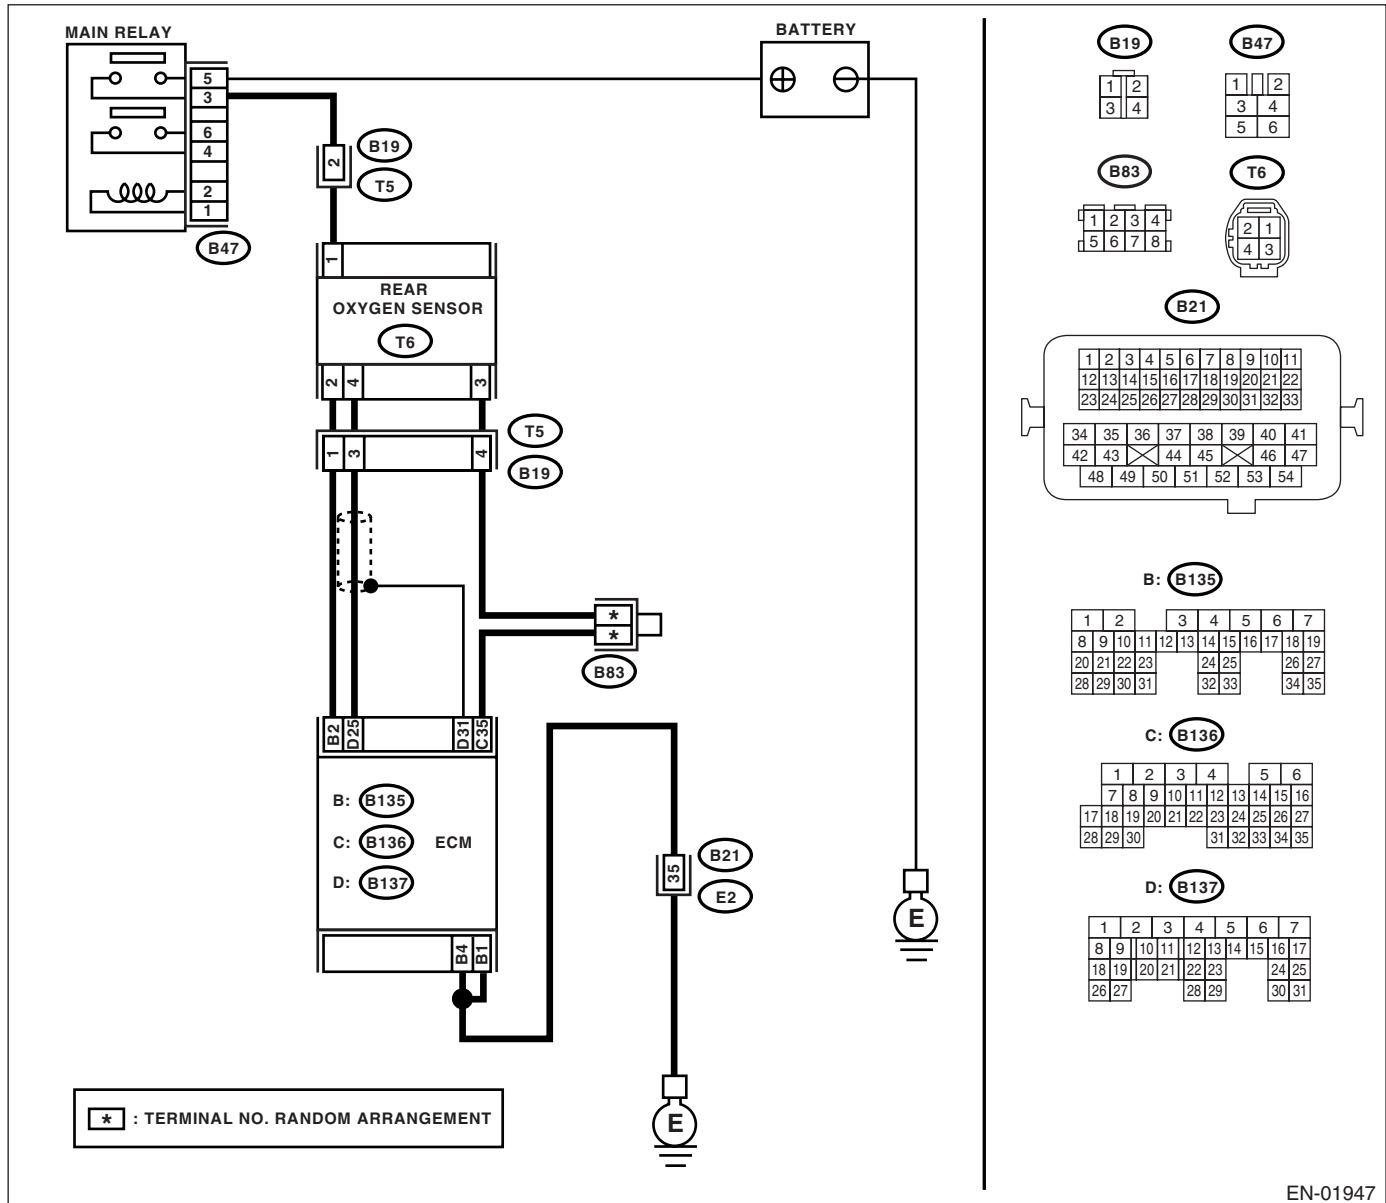 MAIN RELAY
5
3
6
4
2
1
B47
BATTERY
2
B19
T5
1
REAR
OXYGEN SENSOR
T6
2 4 3
1 3 4
T5
B19
*
*
B83
B2 D25 D31 C35
B: B135
C: B136 ECM
D: B137
B4 B1
35
B21
E2
E
E
* : TERMINAL NO. RANDOM ARRANGEMENT
B19
1 2
3 4
B47
1 2
3 4
5 6
B83
1 2 3 4
5 6 7 8
T6
2 1
4 3
B21
1 2 3 4 5 6 7 8 9 10 11
12 13 14 15 16 17 18 19 20 21 22
23 24 25 26 27 28 29 30 31 32 33
34 35 36 37 38 39 40 41
42 43 44 45 46 47
48 49 50 51 52 53 54
B: B135
1 2 3 4 5 6 7
8 9 10 11 12 13 14 15 16 17 18 19
20 21 22 23 24 25 26 27
28 29 30 31 32 33 34 35
C: B136
1 2 3 4 5 6
7 8 9 10 11 12 13 14 15 16
17 18 19 20 21 22 23 24 25 26 27
28 29 30 31 32 33 34 35
D: B137
1 2 3 4 5 6 7
8 9 10 11 12 13 14 15 16 17
18 19 20 21 22 23 24 25
26 27 28 29 30 31
EN-01947